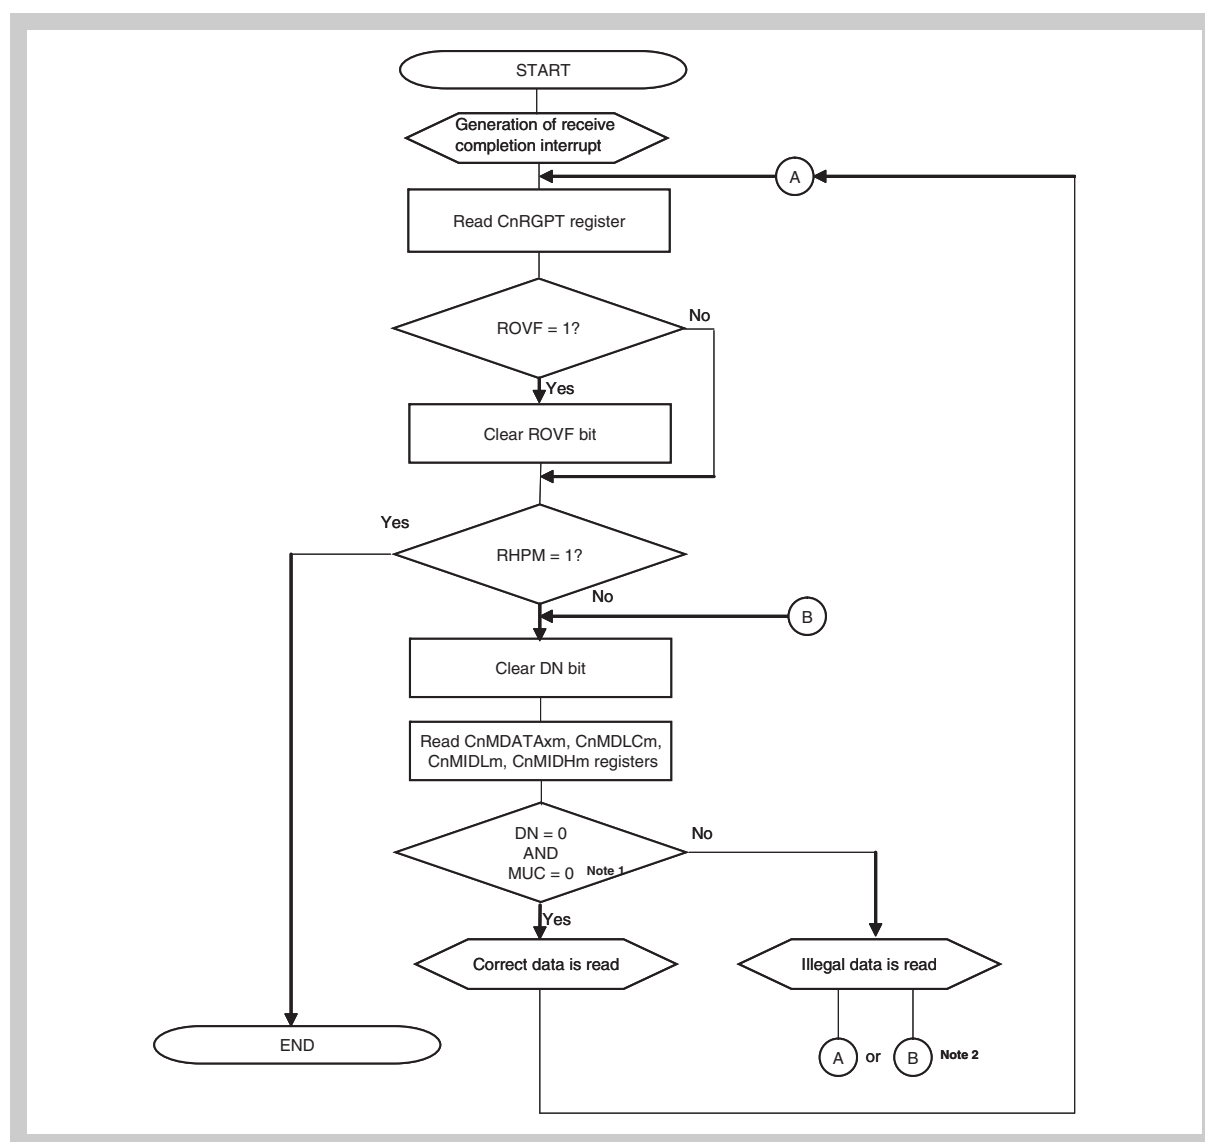 START
Generation of receive
completion interrupt
A
Read CnRGPT register
ROVF = 1?
No
Yes
Clear ROVF bit
Yes
RHPM = 1?
No
B
Clear DN bit
Read CnMDATAxm, CnMDLCm,
CnMIDLm, CnMIDHm registers
DN = 0
AND
MUC = 0 Note 1
No
Yes
Correct data is read
Illegal data is read
END
A or B Note 2